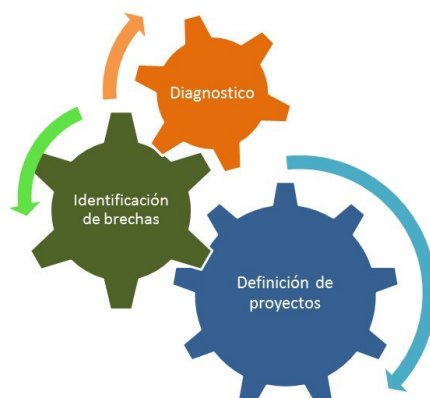 Diagnostico
Identificación
de brechas
Definición de
proyectos